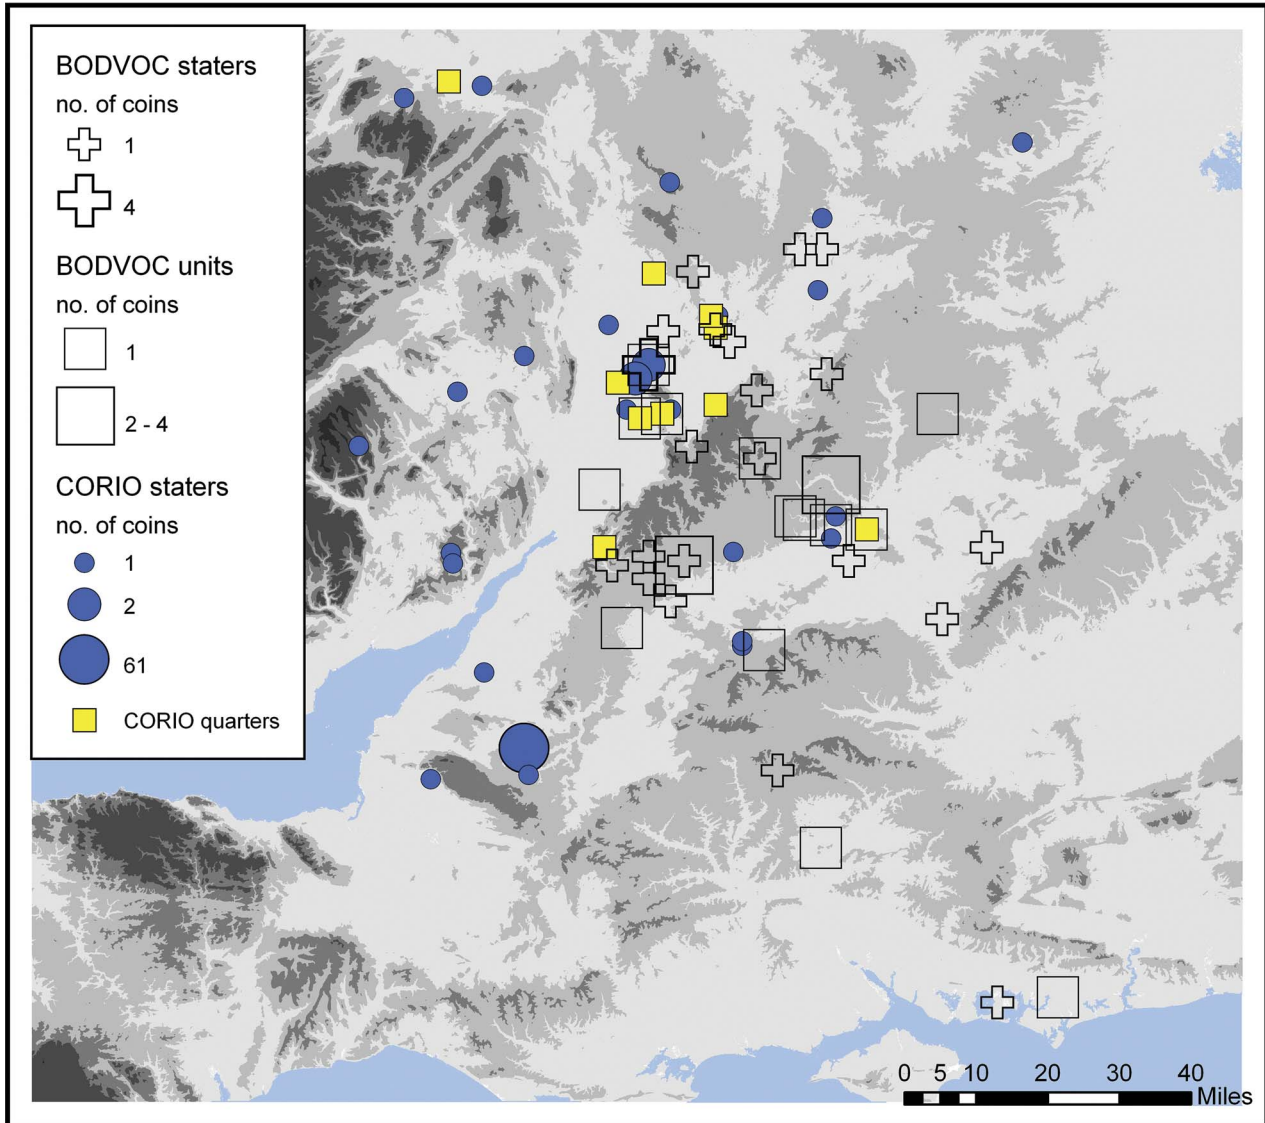 BODVOC staters
no. of coins
1
4
BODVOC units
no. of coins
1
2 - 4
CORIO staters
no. of coins
1
2
61
CORIO quarters
0 5 10 20 30 40
Miles